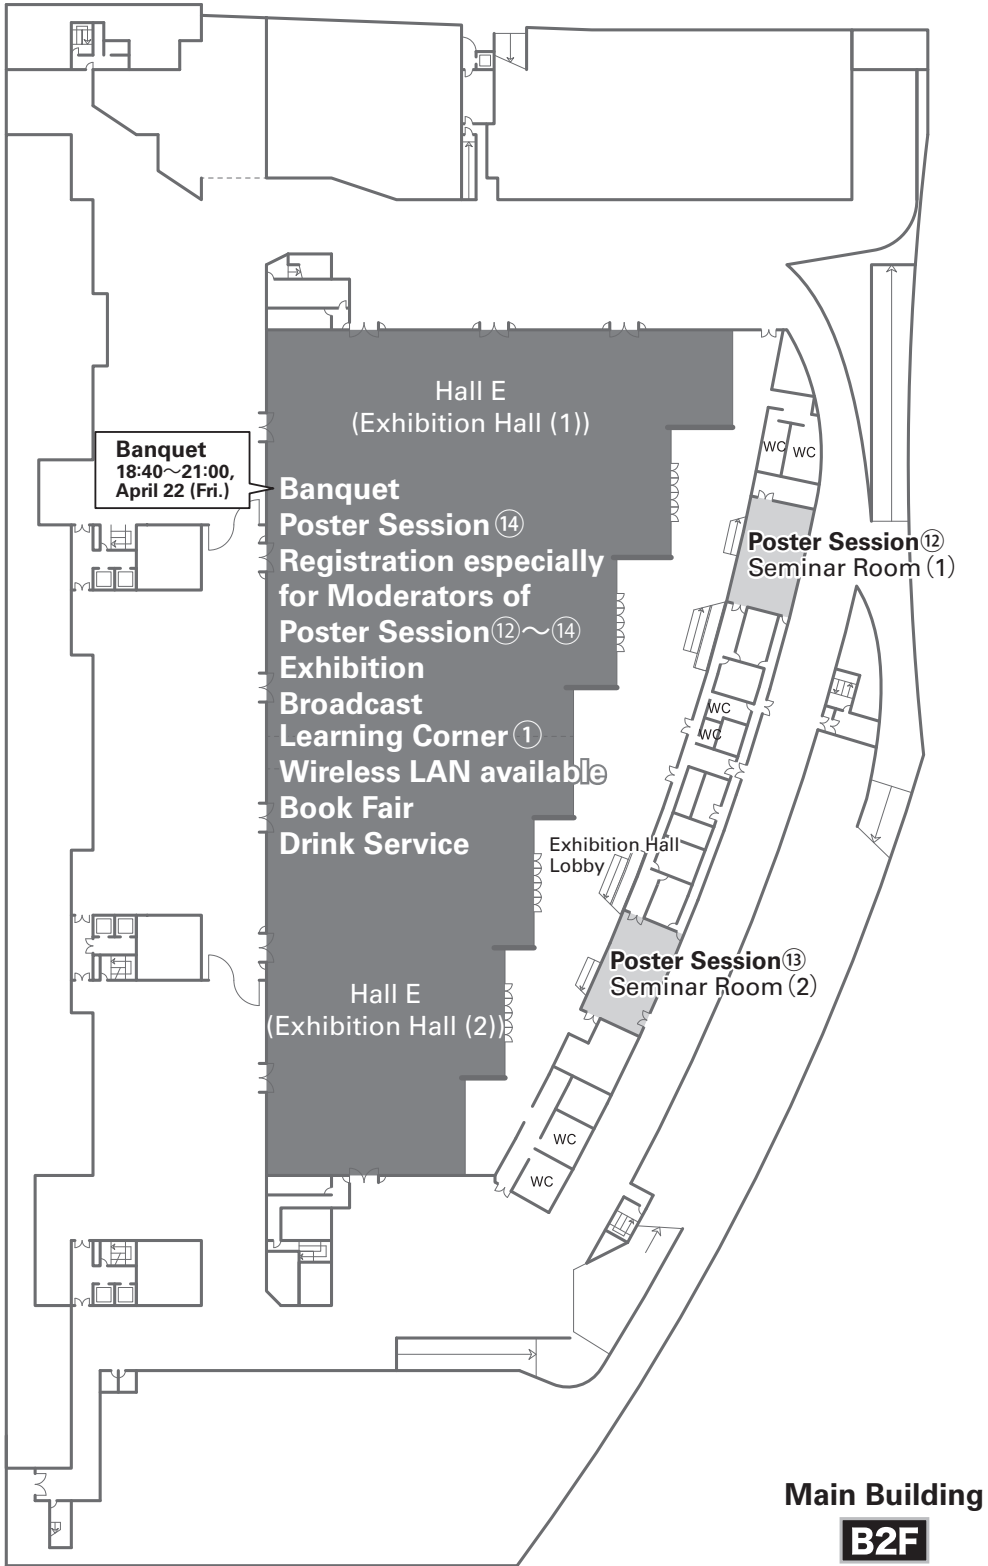 Hall E
(Exhibition Hall (1))
Banquet
18:40～21:00,
April 22 (Fri.)
Banquet
Poster Session⑭
Registration especially
for Moderators of
Poster Session⑫～⑭
Exhibition
Broadcast
Learning Corner①
Wireless LAN available
Book Fair
Drink Service
WC
WC
Poster Session⑫
Seminar Room (1)
WC
WC
Exhibition Hall
Lobby
Poster Session⑬
Seminar Room (2)
Hall E
(Exhibition Hall (2))
WC
WC
Main Building
B2F